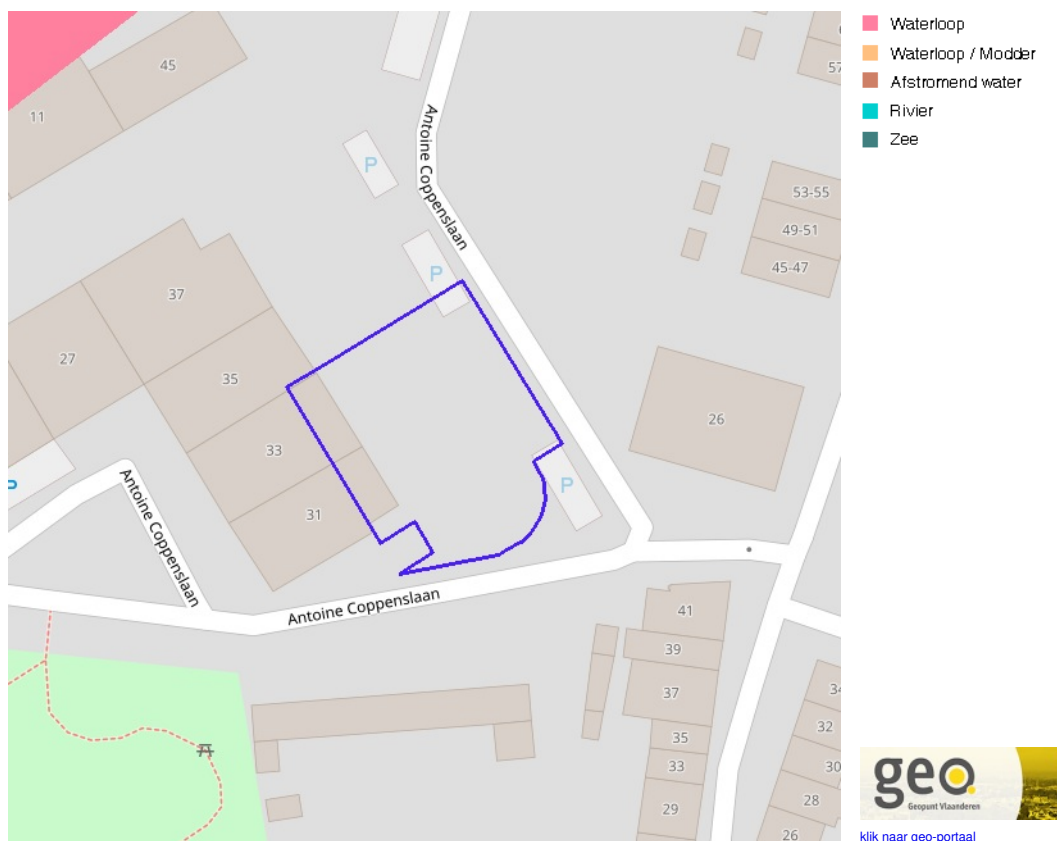 Waterloop
Waterloop / Modder
Afstromend water
Rivier
Zee
45
11
57
P
Antoine Coppenslaan
53-55
49-51
45-47
P
37
27
35
33
31
26
P
P
Antoine Coppenslaan
Antoine Coppenslaan
41
39
37
35
33
29
34
32
30
28
26
geo
Geopunt Vlaanderen
klik naar geo-portaal